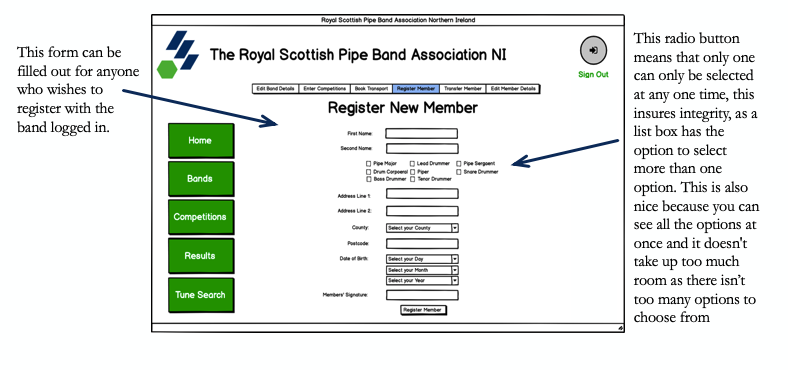 Royal Scottish Pipe Band Association Northern Ireland
The Royal Scottish Pipe Band Association NI
Sign Out
Edit Band Details Enter Competitions Book Transport Register Member Transfer Member Edit Member Details
Register New Member
This form can be
filled out for anyone
who wishes to
register with the
band logged in.
Home
Bands
Competitions
Results
Tune Search
First Name:
Second Name:
Pipe Major Lead Drummer Pipe Sergeant
Drum Corporal Piper Snare Drummer
Bass Drummer Tenor Drummer
Address Line 1:
Address Line 2:
County: Select your County
Postcode:
Date of Birth: Select your Day
Select your Month
Select your Year
Members' Signature:
Register Member
This radio button
means that only one
can only be selected
at any one time, this
insures integrity, as a
list box has the
option to select
more than one
option. This is also
nice because you can
see all the options at
once and it doesn't
take up too much
room as there isn't
too many options to
choose from